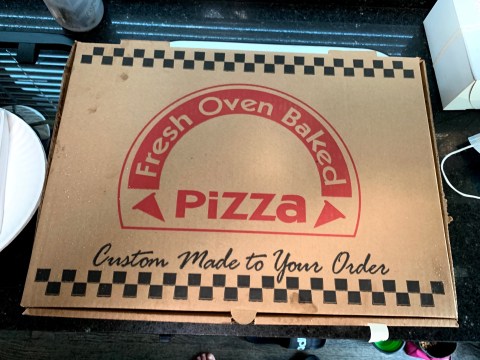 Fresh Oven Baked
Pizza
Custom Made to Your Order